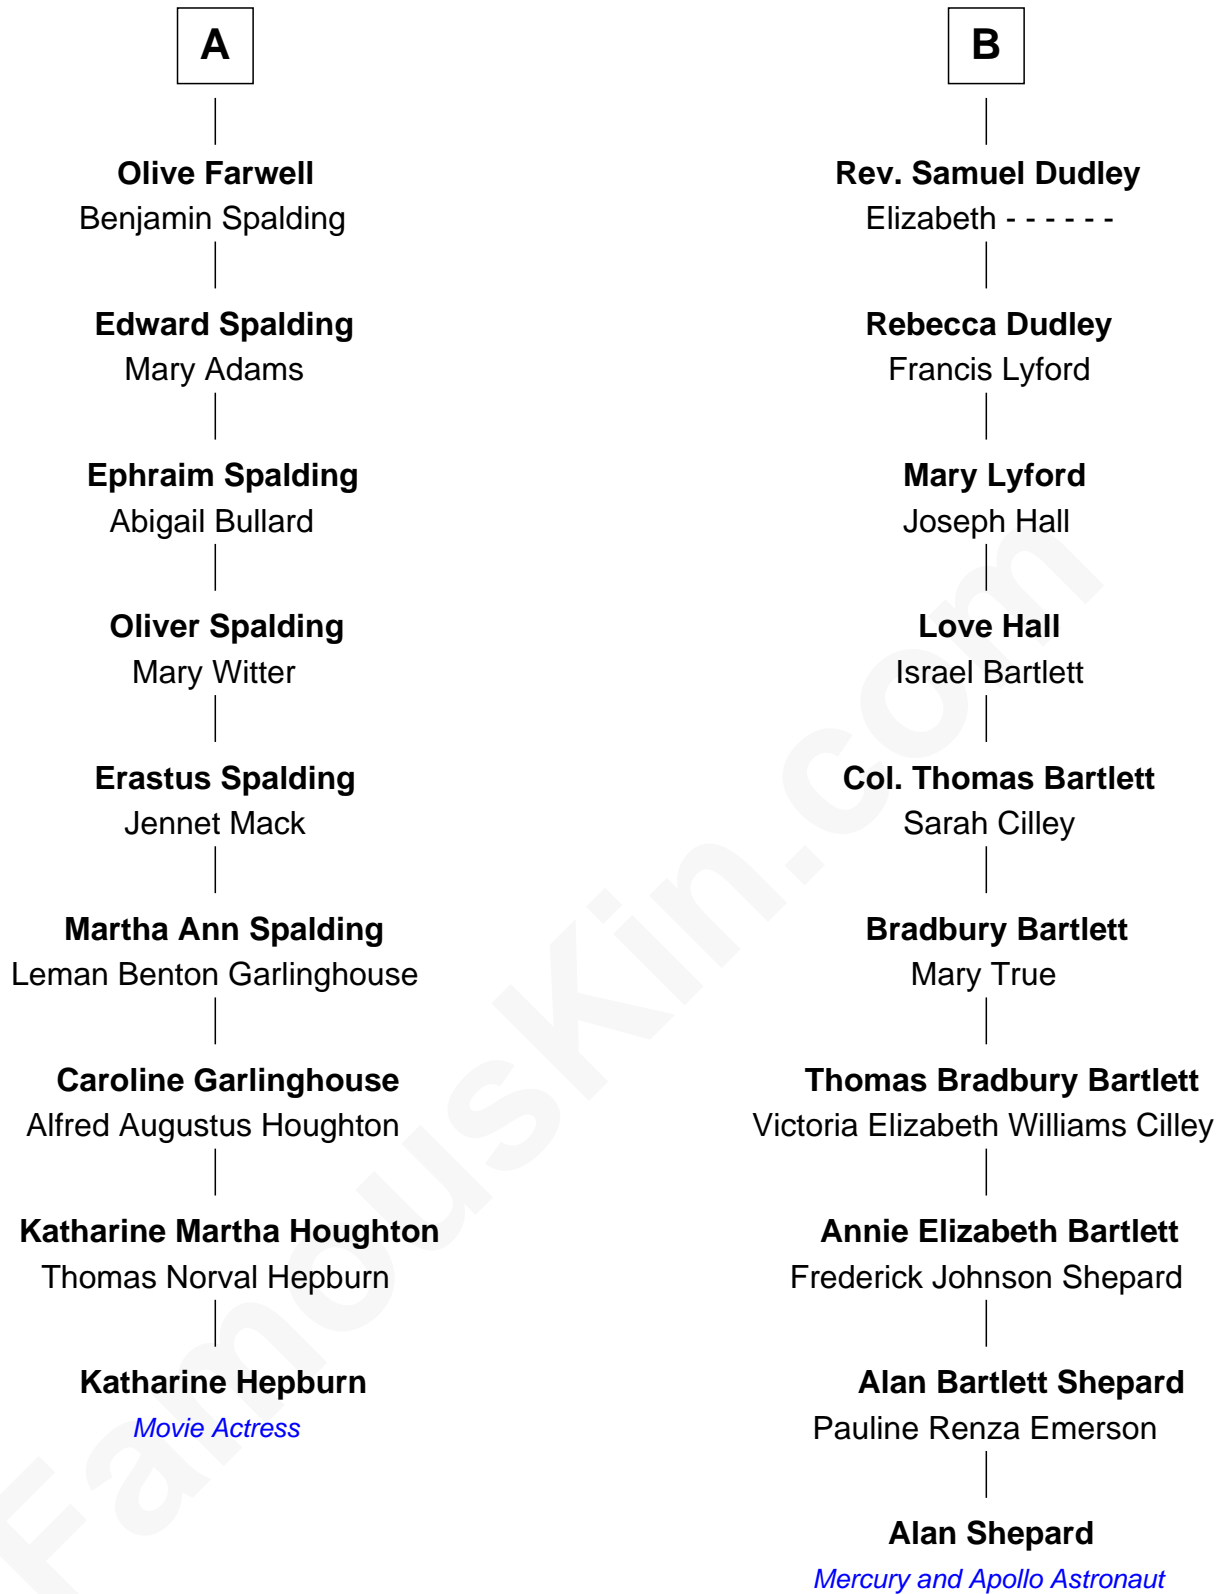 A
Olive Farwell
Benjamin Spalding
Edward Spalding
Mary Adams
Ephraim Spalding
Abigail Bullard
Oliver Spalding
Mary Witter
Erastus Spalding
Jennet Mack
Martha Ann Spalding
Leman Benton Garlinghouse
Caroline Garlinghouse
Alfred Augustus Houghton
Katharine Martha Houghton
Thomas Norval Hepburn
Katharine Hepburn
Movie Actress
B
Rev. Samuel Dudley
Elizabeth - - - - - -
Rebecca Dudley
Francis Lyford
Mary Lyford
Joseph Hall
Love Hall
Israel Bartlett
Col. Thomas Bartlett
Sarah Cilley
Bradbury Bartlett
Mary True
Thomas Bradbury Bartlett
Victoria Elizabeth Williams Cilley
Annie Elizabeth Bartlett
Frederick Johnson Shepard
Alan Bartlett Shepard
Pauline Renza Emerson
Alan Shepard
Mercury and Apollo Astronaut
FamousKin.com